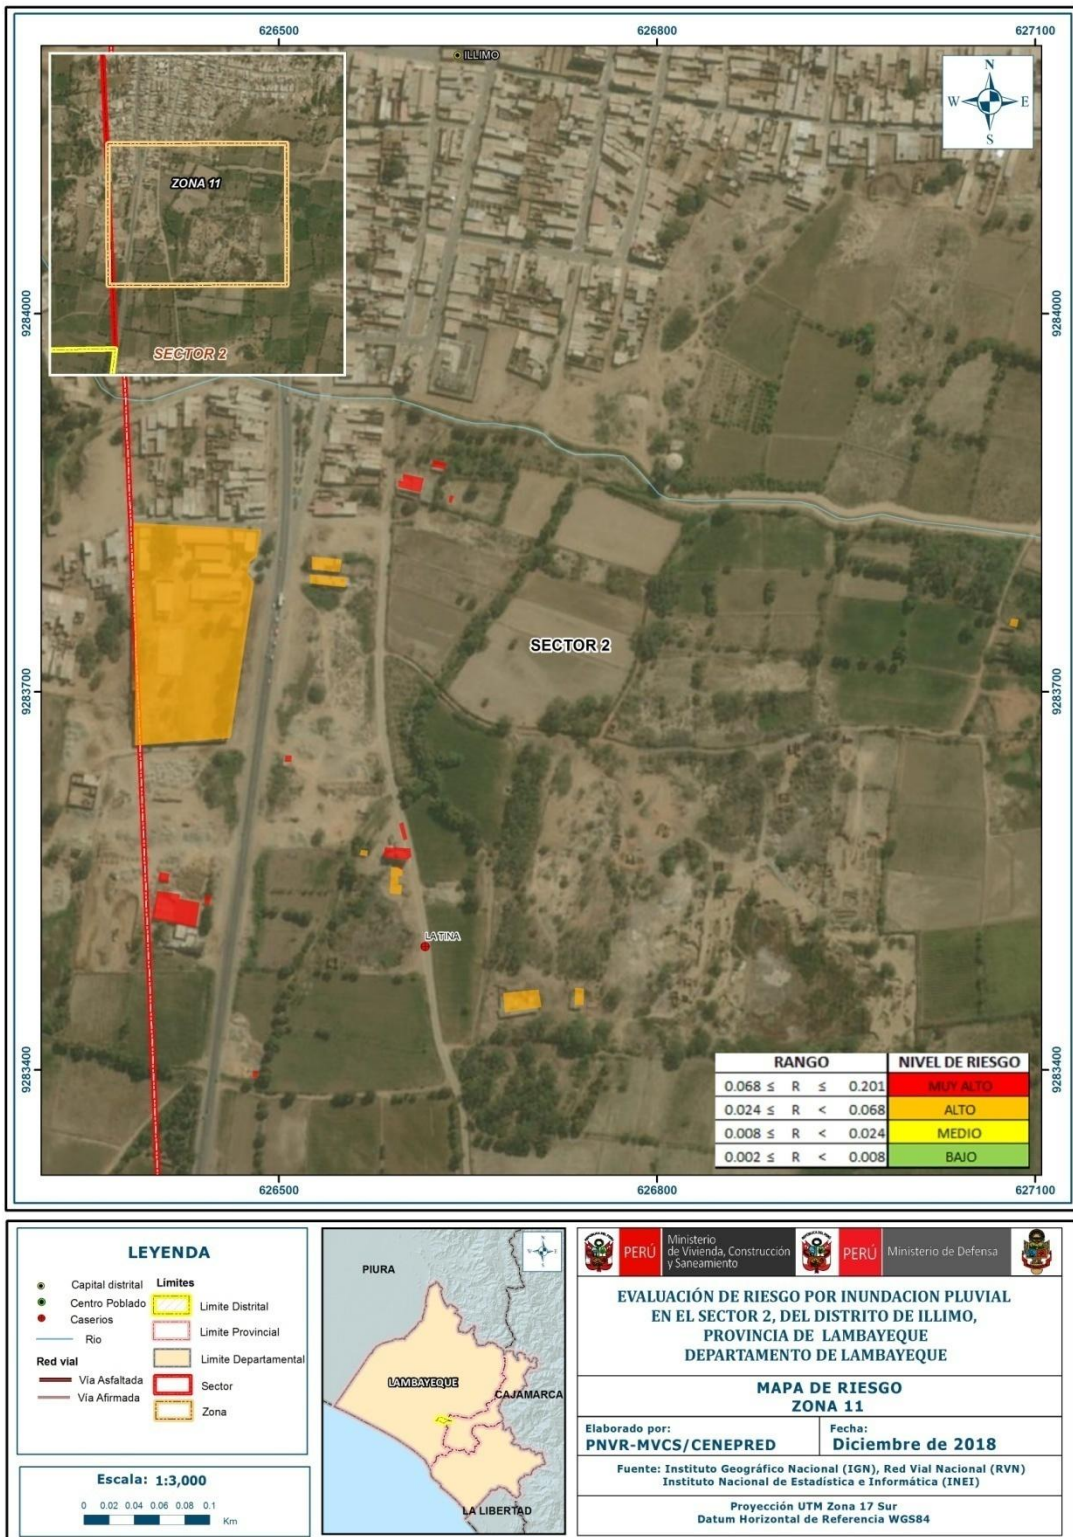 626500 626800 627100
ILLIMO
N
W E
S
ZONA 11
SECTOR 2
9284000 9284000
SECTOR 2
9283700 9283700
LA TINA
9283400 9283400
RANGO NIVEL DE RIESGO
0.068 ≤ R ≤ 0.201 MUY ALTO
0.024 ≤ R < 0.068 ALTO
0.008 ≤ R < 0.024 MEDIO
0.002 ≤ R < 0.008 BAJO
626500 626800 627100
LEYENDA
Capital distrital
Centro Poblado
Caserios
Rio
Red vial
Vía Asfaltada
Vía Afirmada
Límites
Limite Distrital
Limite Provincial
Limite Departamental
Sector
Zona
Escala: 1:3,000
0 0.02 0.04 0.06 0.08 0.1
Km
PIURA
LAMBAYEQUE
CAJAMARCA
LA LIBERTAD
PERÚ
Ministerio
de Vivienda, Construcción
y Saneamiento
PERÚ Ministerio de Defensa
EVALUACIÓN DE RIESGO POR INUNDACION PLUVIAL
EN EL SECTOR 2, DEL DISTRITO DE ILLIMO,
PROVINCIA DE LAMBAYEQUE
DEPARTAMENTO DE LAMBAYEQUE
MAPA DE RIESGO
ZONA 11
Elaborado por:
PNVR-MVCS/CENEPRED
Fecha:
Diciembre de 2018
Fuente: Instituto Geográfico Nacional (IGN), Red Vial Nacional (RVN)
Instituto Nacional de Estadística e Informática (INEI)
Proyección UTM Zona 17 Sur
Datum Horizontal de Referencia WGS84